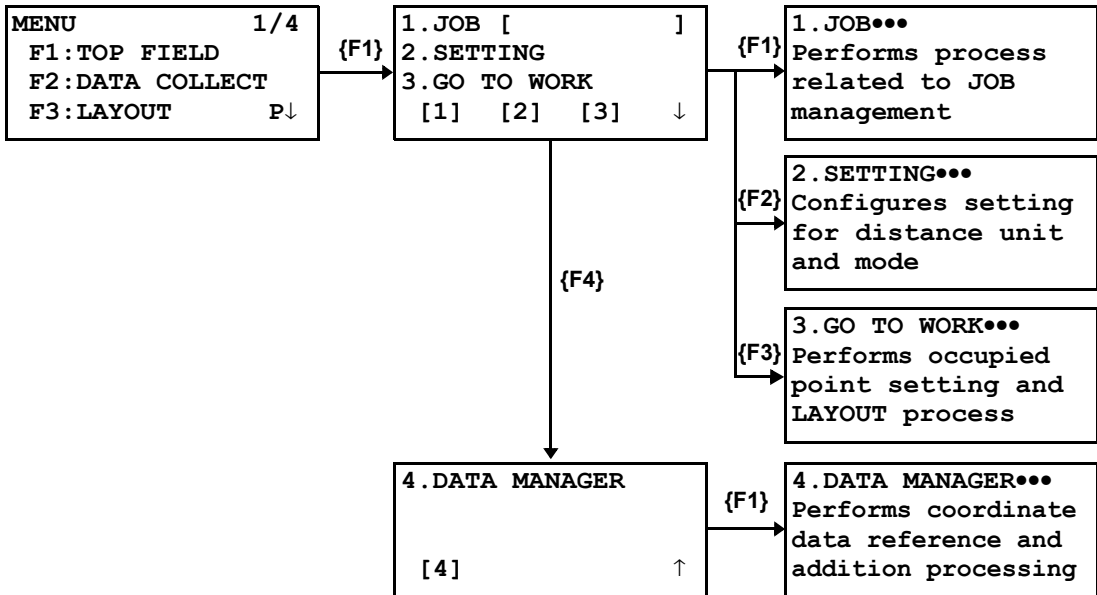 MENU 1/4
F1:TOP FIELD
F2:DATA COLLECT
F3:LAYOUT P↓
{F1}
1.JOB [ ]
2.SETTING
3.GO TO WORK
[1] [2] [3] ↓
{F1}
1.JOB●●●
Performs process
related to JOB
management
{F2}
2.SETTING●●●
Configures setting
for distance unit
and mode
{F3}
3.GO TO WORK●●●
Performs occupied
point setting and
LAYOUT process
{F4}
4.DATA MANAGER
[4] ↑
{F1}
4.DATA MANAGER●●●
Performs coordinate
data reference and
addition processing